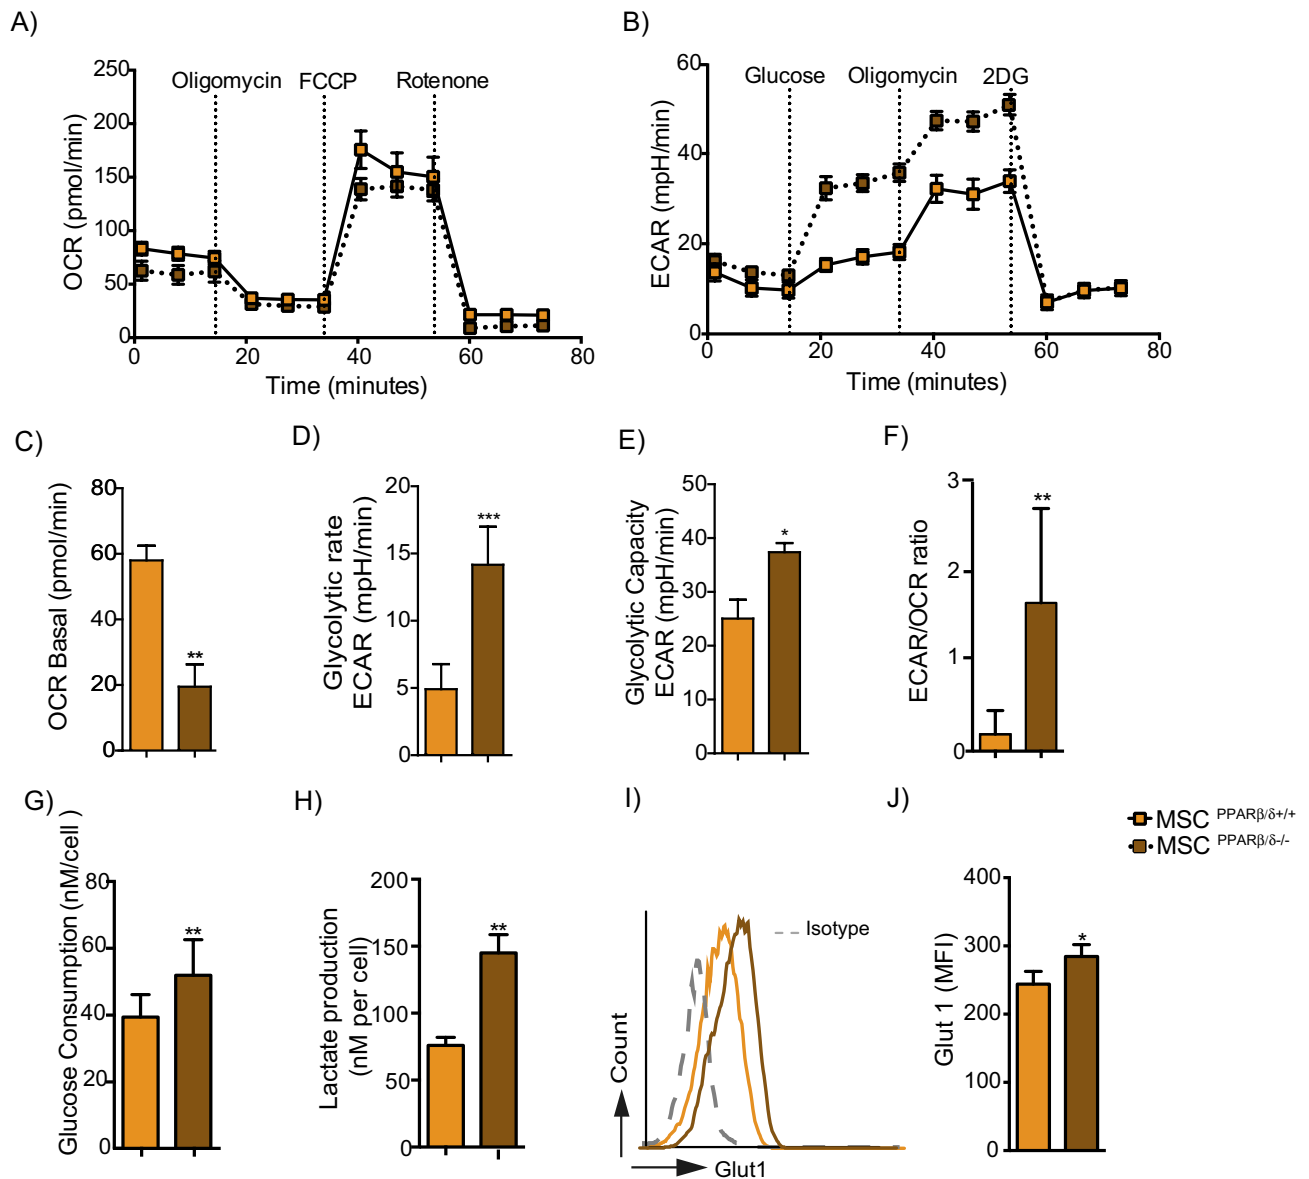 A)
OCR (pmol/min)
250
200
150
100
50
0
Oligomycin FCCP Rotenone
0 20 40 60 80
Time (minutes)
B)
ECAR (mpH/min)
60
40
20
0
Glucose Oligomycin 2DG
0 20 40 60 80
Time (minutes)
C)
OCR Basal (pmol/min)
80
60
40
20
0
**
D)
Glycolytic rate
ECAR (mpH/min)
20
15
10
5
0
***
E)
Glycolytic Capacity
ECAR (mpH/min)
50
40
30
20
10
0
*
F)
ECAR/OCR ratio
3
2
1
0
**
G)
Glucose Consumption (nM/cell)
80
60
40
20
0
**
H)
Lactate production
(nM per cell)
200
150
100
50
0
**
I)
Isotype
Count
Glut1
J)
MSC PPARβ/δ+/+
MSC PPARβ/δ-/-
Glut 1 (MFI)
400
300
200
100
0
*